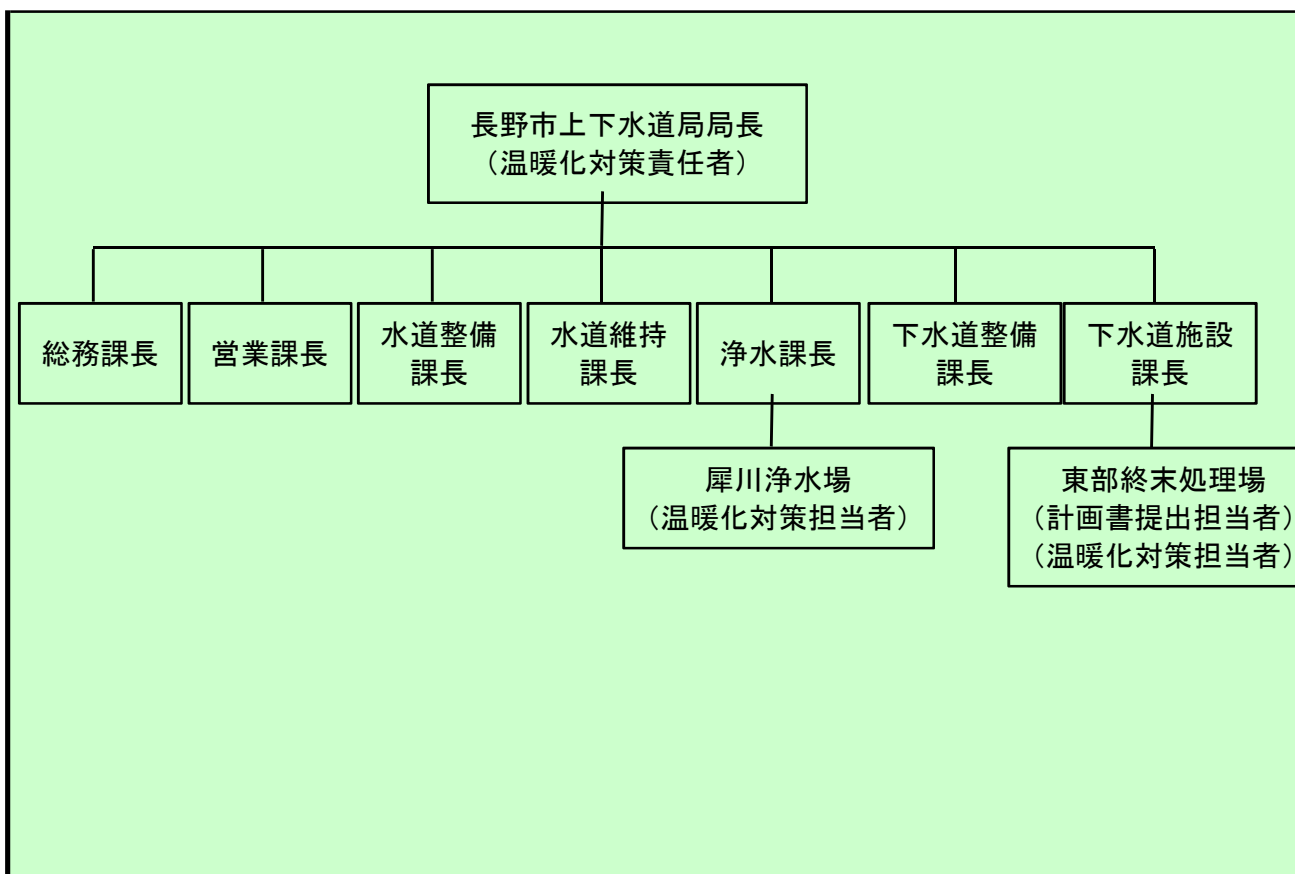 長野市上下水道局局長
（温暖化対策責任者）
総務課長
営業課長
水道整備
課長
水道維持
課長
浄水課長
下水道整備
課長
下水道施設
課長
犀川浄水場
（温暖化対策担当者）
東部終末処理場
（計画書提出担当者）
（温暖化対策担当者）